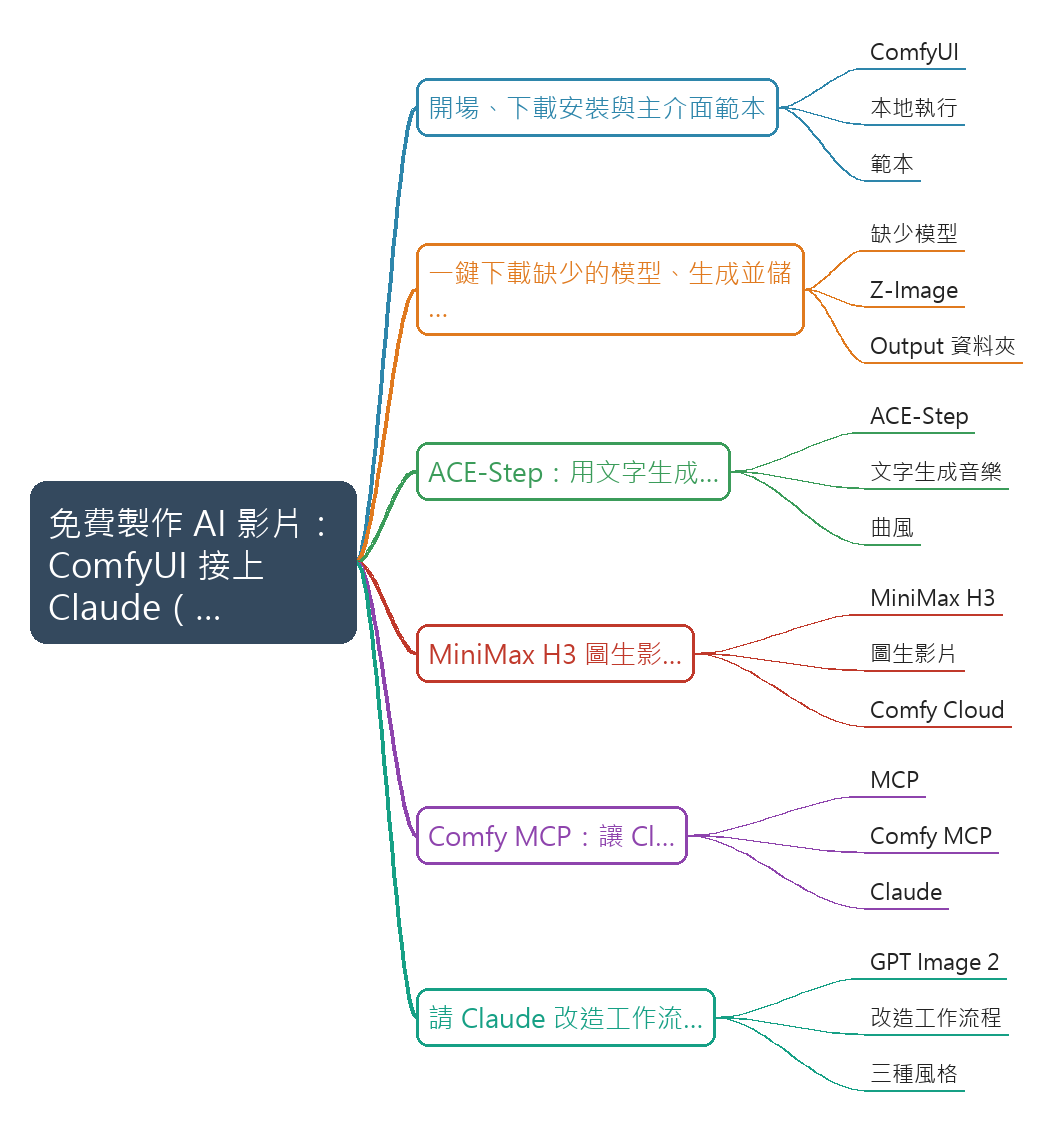 免費製作 AI 影片：
ComfyUI 接上
Claude（ …
開場、下載安裝與主介面範本
ComfyUI
本地執行
範本
一鍵下載缺少的模型、生成並儲
…
缺少模型
Z-Image
Output 資料夾
ACE-Step：用文字生成…
ACE-Step
文字生成音樂
曲風
MiniMax H3 圖生影…
MiniMax H3
圖生影片
Comfy Cloud
Comfy MCP：讓 Cl…
MCP
Comfy MCP
Claude
請 Claude 改造工作流…
GPT Image 2
改造工作流程
三種風格